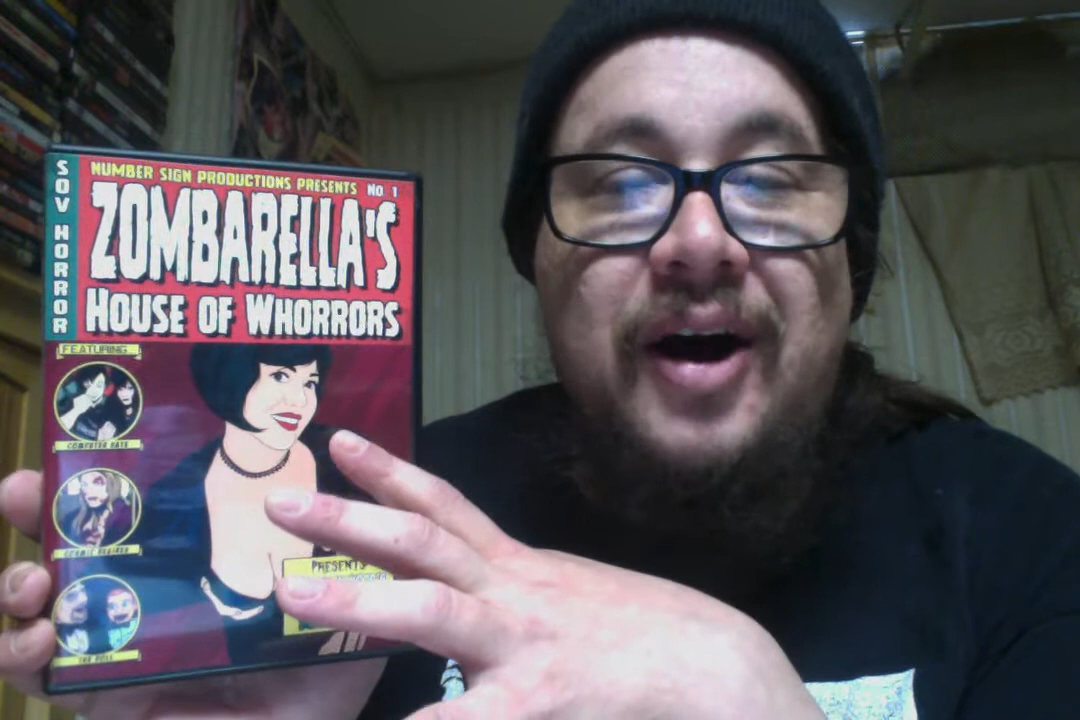 SOV HORROR
NUMBER SIGN PRODUCTIONS PRESENTS NO. 1
ZOMBARELLA'S
HOUSE OF WHORRORS
FEATURING
COMPUTER DATE
PRESENTS